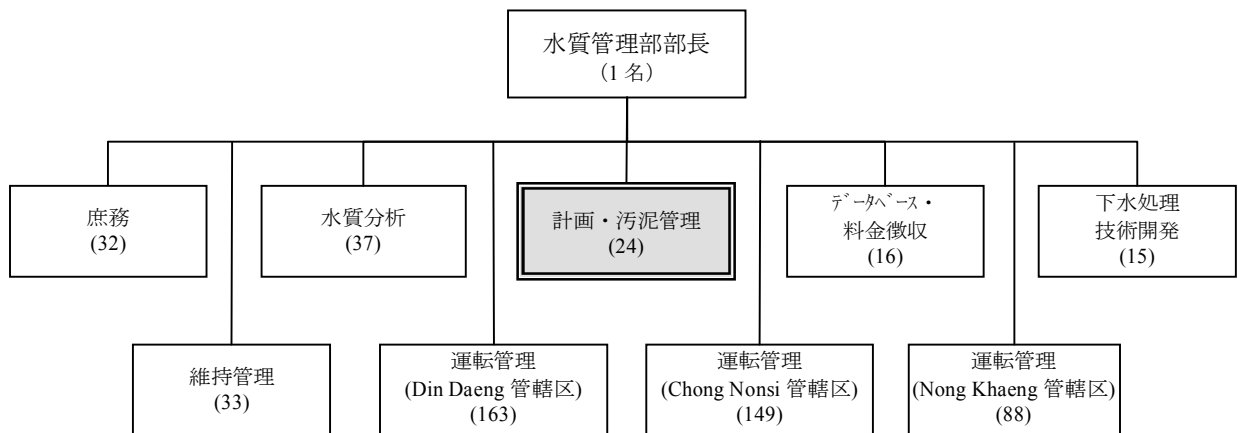 水質管理部部長
（1 名）
庶務
(32)
水質分析
(37)
計画・汚泥管理
(24)
ﾃﾞｰﾀﾍﾞｰｽ・
料金徴収
(16)
下水処理
技術開発
(15)
維持管理
(33)
運転管理
(Din Daeng 管轄区)
(163)
運転管理
(Chong Nonsi 管轄区)
(149)
運転管理
(Nong Khaeng 管轄区)
(88)